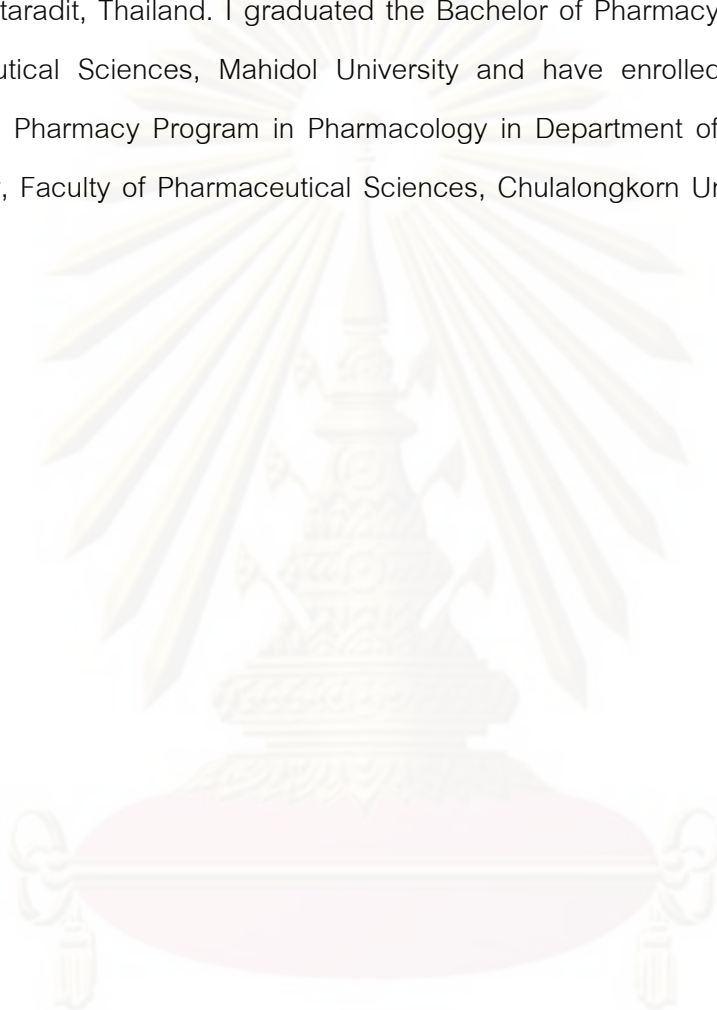 taradit, Thailand. I graduated the Bachelor of Pharmacy
utical Sciences, Mahidol University and have enrolled
Pharmacy Program in Pharmacology in Department of
, Faculty of Pharmaceutical Sciences, Chulalongkorn Un